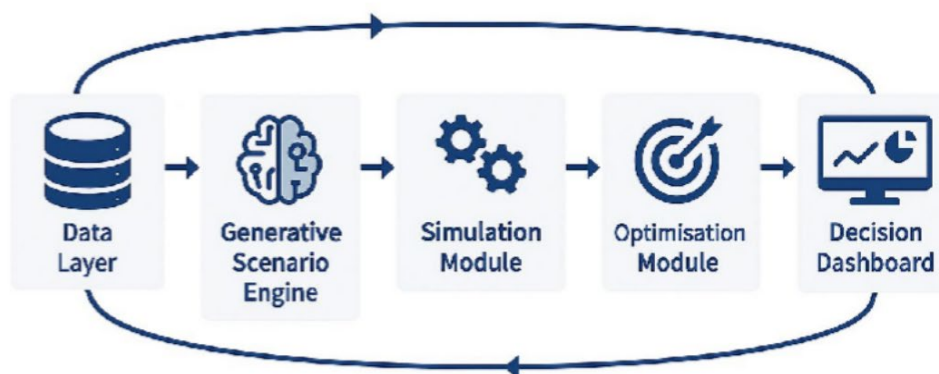 Data
Layer
Generative
Scenario
Engine
Simulation
Module
Optimisation
Module
Decision
Dashboard